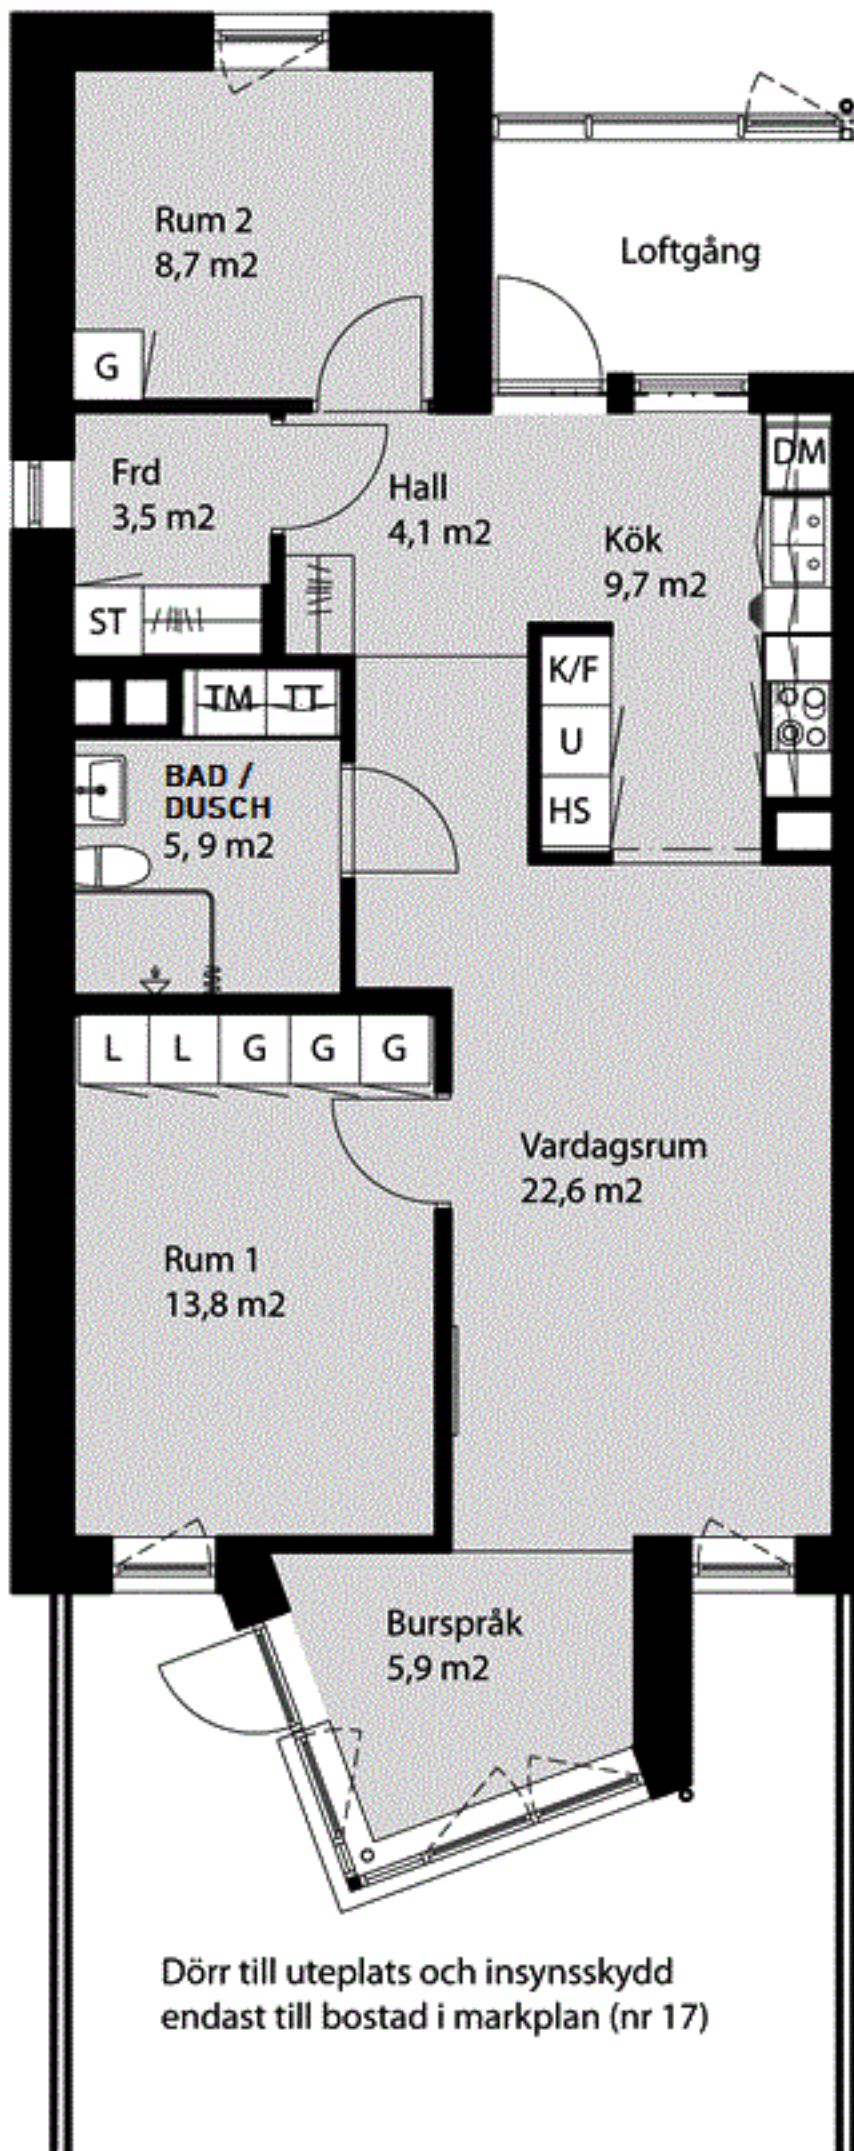 Rum 2
8,7 m2
Loftgång
G
Frd
3,5 m2
Hall
4,1 m2
DM
Kök
9,7 m2
ST
K/F
TM TT
U
BAD /
DUSCH
5, 9 m2
HS
L L G G G
Vardagsrum
22,6 m2
Rum 1
13,8 m2
Burspråk
5,9 m2
Dörr till uteplats och insynsskydd
endast till bostad i markplan (nr 17)